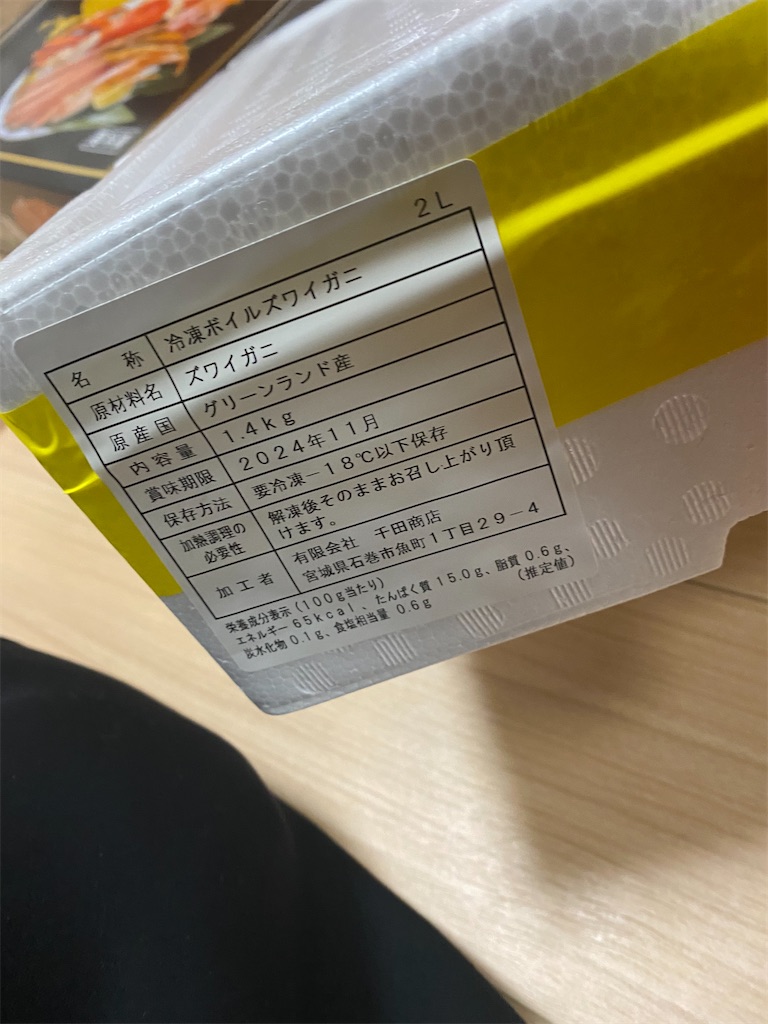 2L
名称 冷凍ボイルズワイガニ
原材料名 ズワイガニ
原産国 グリーンランド産
内容量 1.4kg
賞味期限 2024年11月
保存方法 要冷凍－18℃以下保存
加熱調理の必要性 解凍後そのままお召し上がり頂
けます。
加工者 有限会社 千田商店
宮城県石巻市魚町1丁目29－4
栄養成分表示(100g当たり)
エネルギー65kcal、たんぱく質15.0g、脂質0.6g、
炭水化物0.1g、食塩相当量0.6g (推定値)